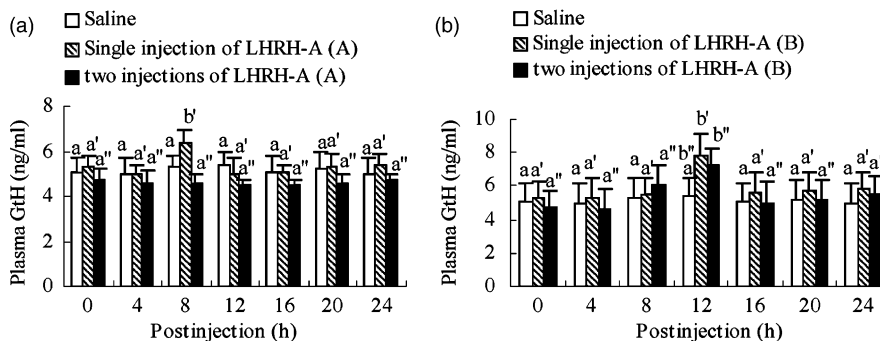 (a)
Saline
Single injection of LHRH-A (A)
two injections of LHRH-A (A)
Plasma GtH (ng/ml)
8
6
4
2
0
a a' a"
a a' a"
a b' a"
a a' a"
a a' a"
a a' a"
a a' a"
0 4 8 12 16 20 24
Postinjection (h)
(b)
Saline
Single injection of LHRH-A (B)
two injections of LHRH-A (B)
Plasma GtH (ng/ml)
10
8
6
4
2
0
a a' a"
a a' a"
a a' a"
a b" b' b"
a a' a"
a a' a"
a a' a"
0 4 8 12 16 20 24
Postinjection (h)